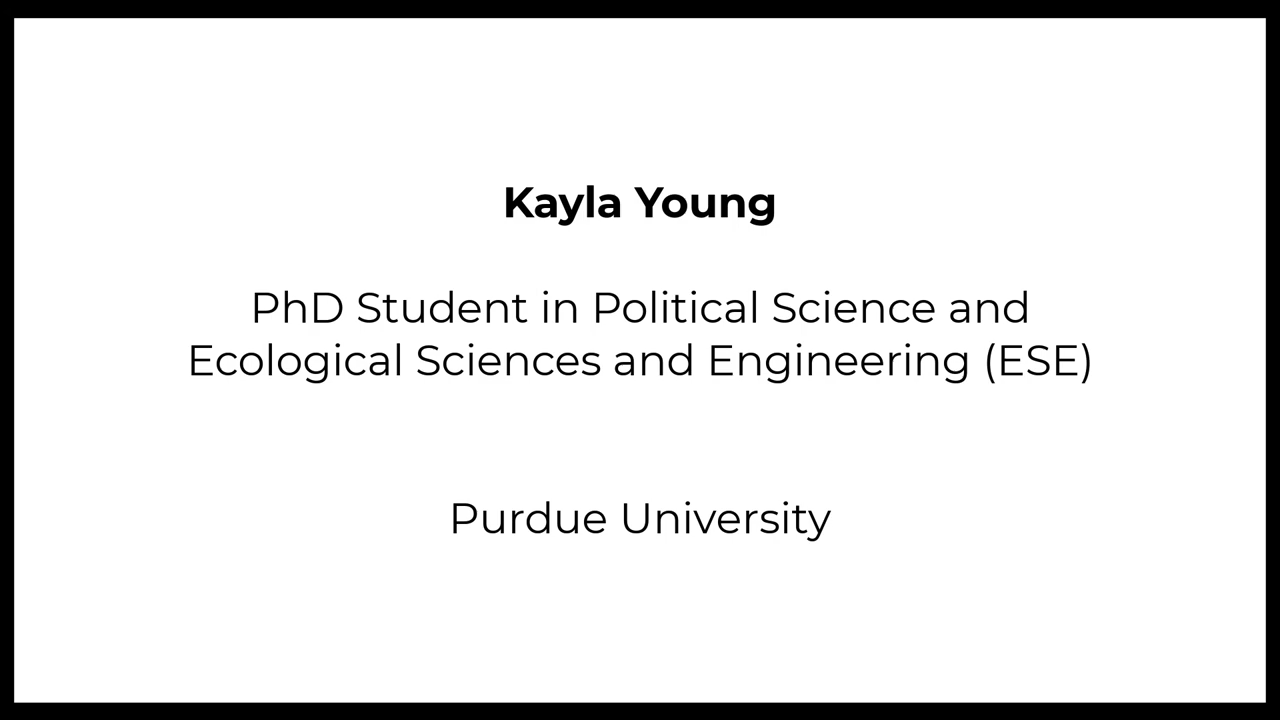 Kayla Young
PhD Student in Political Science and
Ecological Sciences and Engineering (ESE)
Purdue University